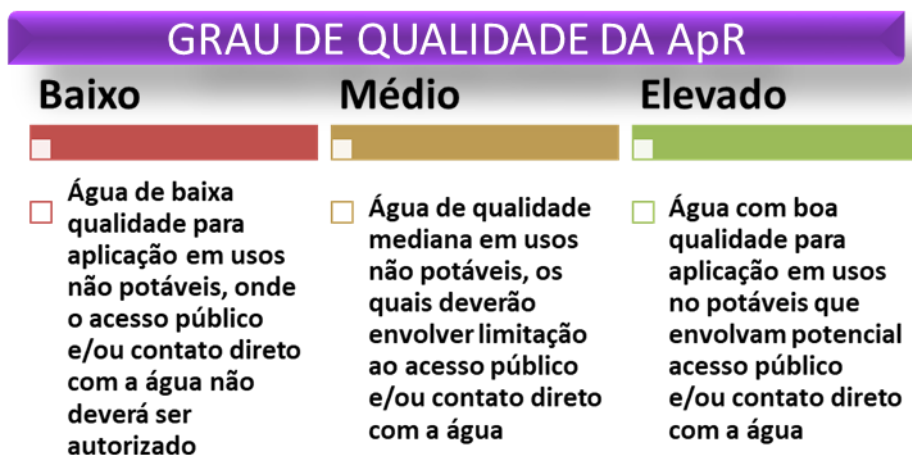 GRAU DE QUALIDADE DA ApR
Baixo
Água de baixa
qualidade para
aplicação em usos
não potáveis, onde
o acesso público
e/ou contato direto
com a água não
deverá ser
autorizado
Médio
Água de qualidade
mediana em usos
não potáveis, os
quais deverão
envolver limitação
ao acesso público
e/ou contato direto
com a água
Elevado
Água com boa
qualidade para
aplicação em usos
no potáveis que
envolvam potencial
acesso público
e/ou contato direto
com a água